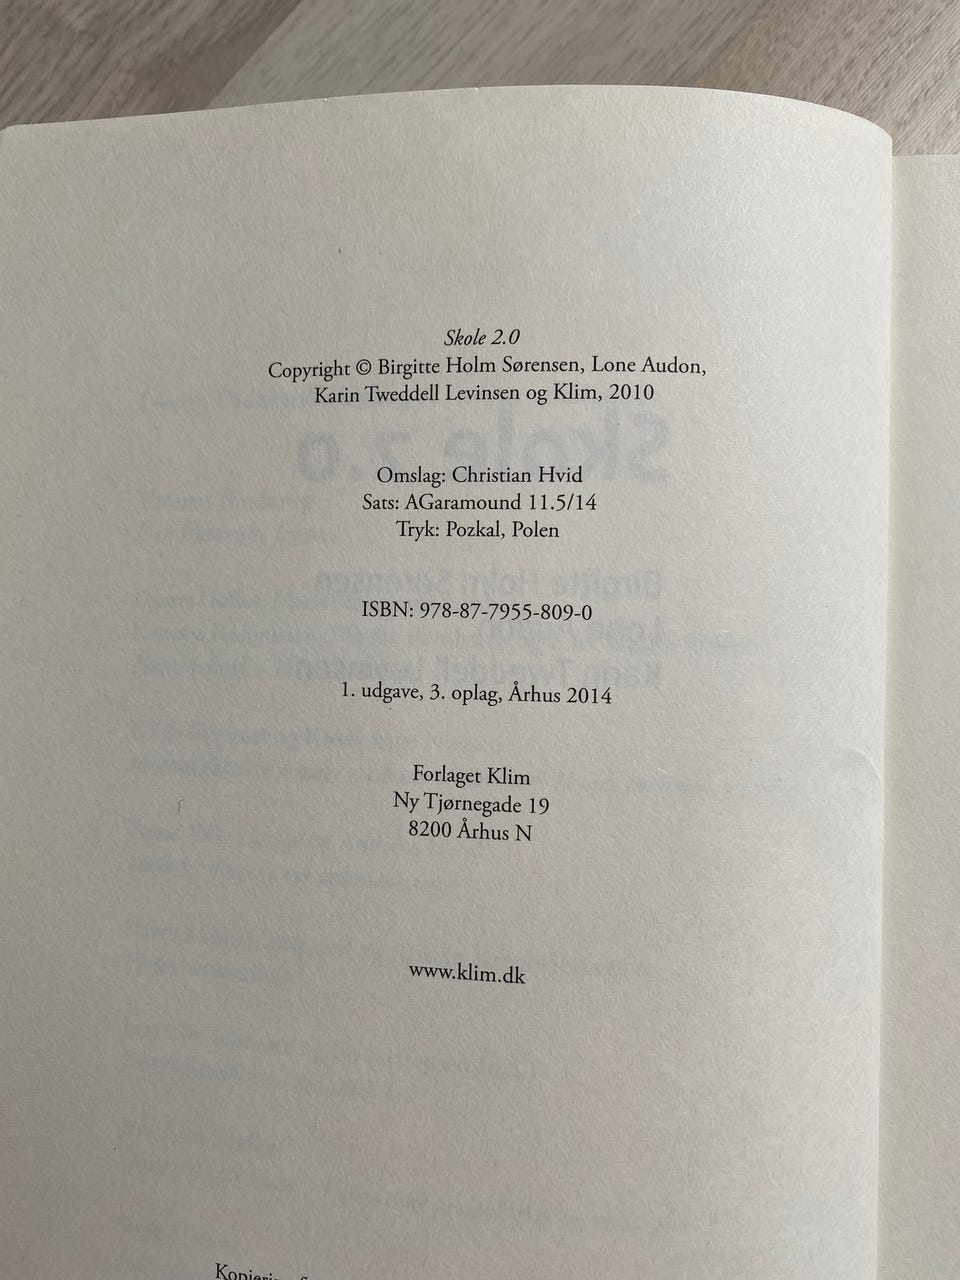 Skole 2.0
Copyright © Birgitte Holm Sørensen, Lone Audon,
Karin Tweddell Levinsen og Klim, 2010
Omslag: Christian Hvid
Sats: AGaramound 11.5/14
Tryk: Pozkal, Polen
ISBN: 978-87-7955-809-0
1. udgave, 3. oplag, Århus 2014
Forlaget Klim
Ny Tjørnegade 19
8200 Århus N
www.klim.dk